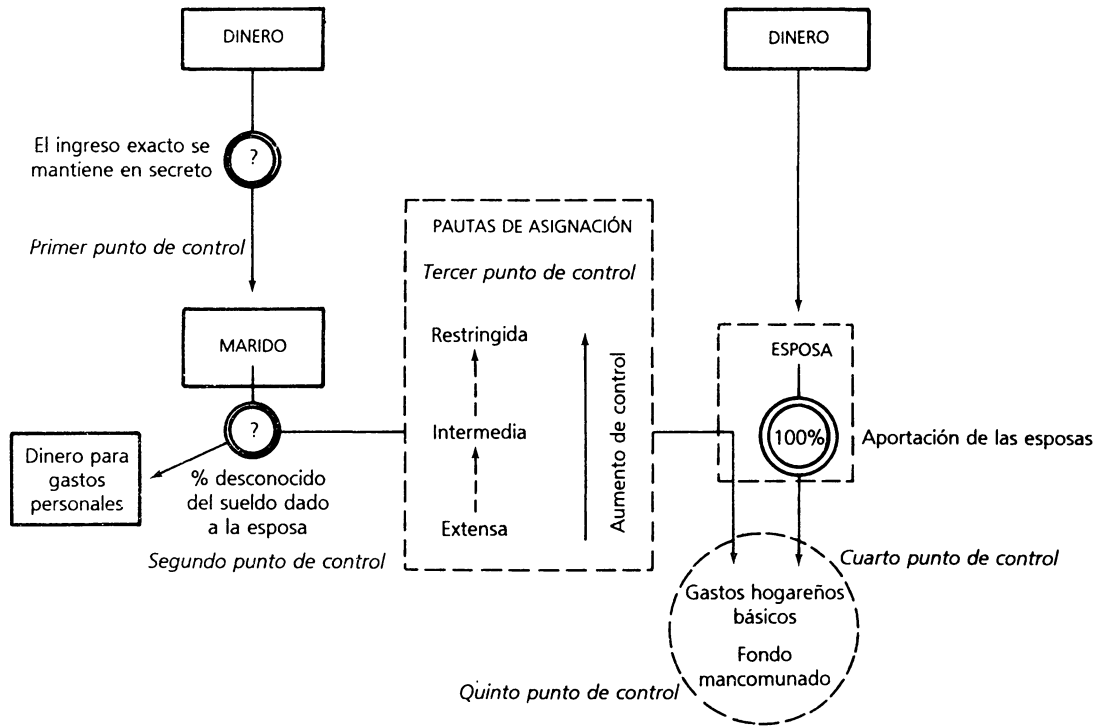 DINERO
DINERO
El ingreso exacto se
mantiene en secreto
?
Primer punto de control
PAUTAS DE ASIGNACIÓN
Tercer punto de control
MARIDO
Restringida
ESPOSA
Aumento de control
?
Intermedia
100%
Aportación de las esposas
Dinero para
gastos
personales
% desconocido
del sueldo dado
a la esposa
Extensa
Segundo punto de control
Cuarto punto de control
Gastos hogareños
básicos
Fondo
mancomunado
Quinto punto de control